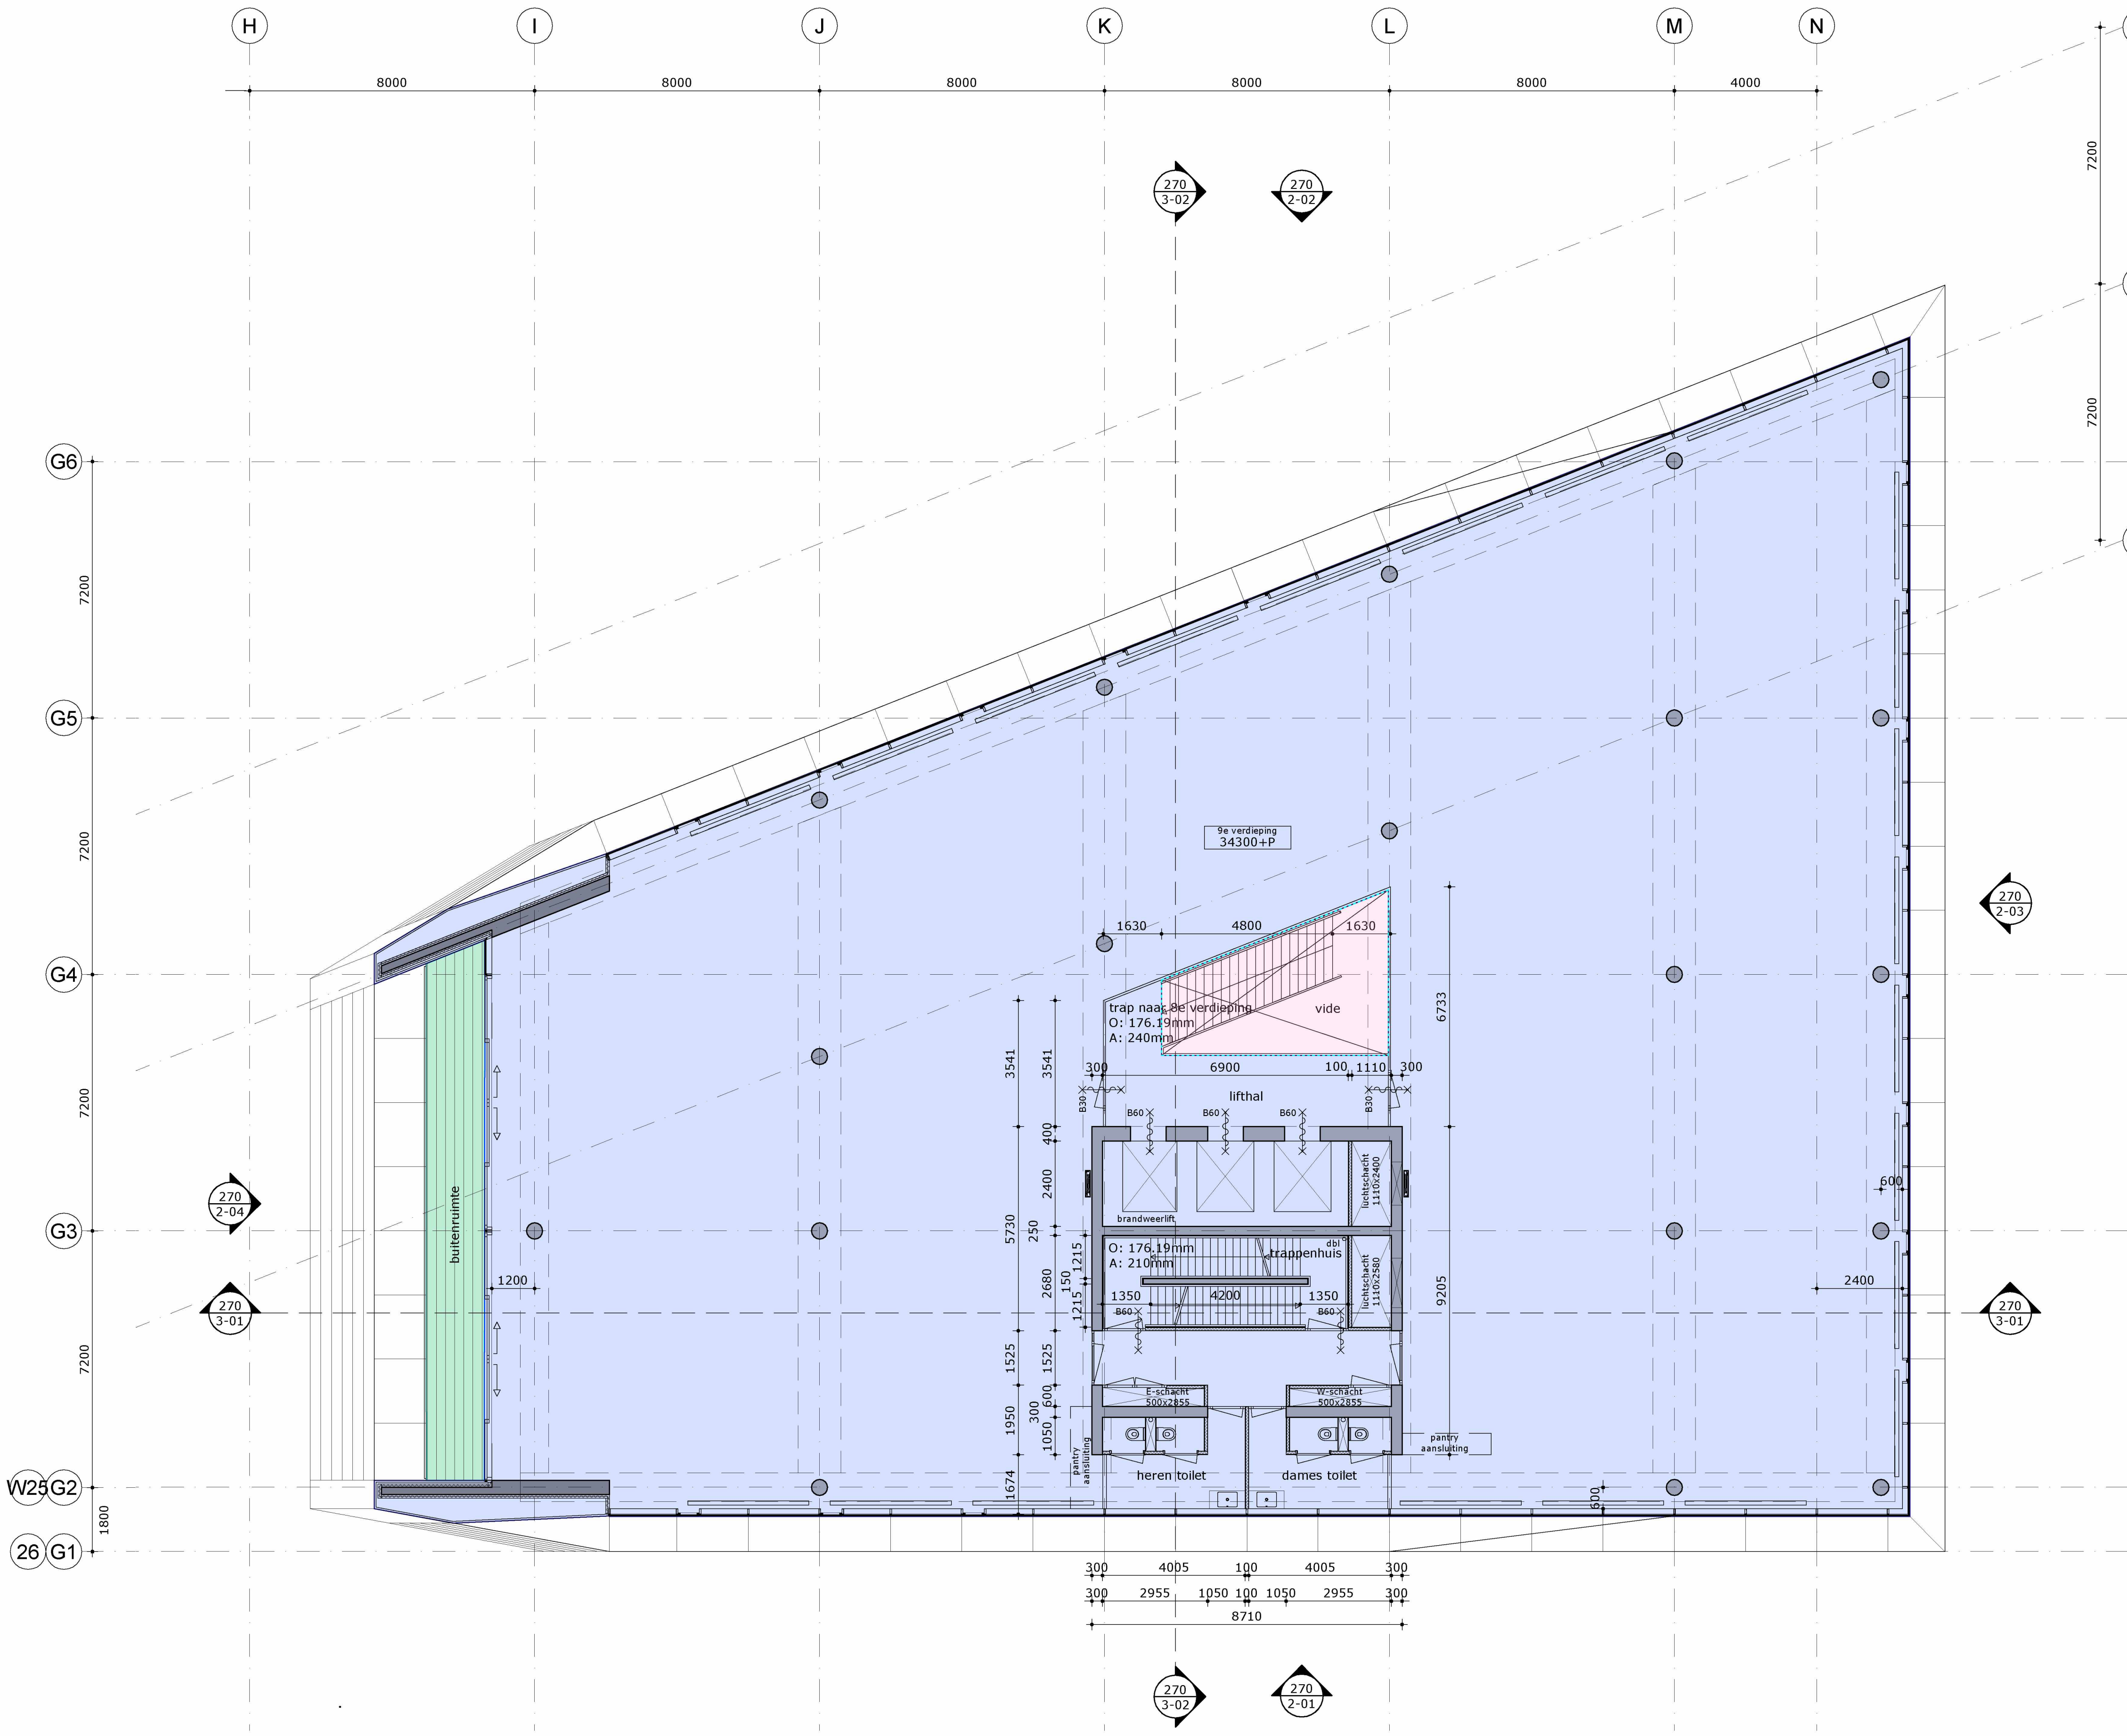 H I J K L M N
8000 8000 8000 8000 8000 4000
7200
7200
270
3-02
270
2-02
G6
7200
G5
7200
G4
7200
G3
7200
W25 G2
1800
26 G1
9e verdieping
34300+P
1630 4800 1630
trap naar 8e verdieping
O: 176.19mm
A: 240mm
vide
6733
3541
3541
300 6900 100 1110 300
lifthal
B30
B30
B60 B60 B60
400
2400
5730
250
luchtschacht
1110x2400
brandweerlift
O: 176.19mm
A: 210mm
dbl
trappenhuis
luchtschacht
1110x2580
1215
150
1215
2680
1350 4200 1350
B60 B60
9205
1525
1525
E-schacht
500x2855
W-schacht
500x2855
600
300
1950
1050
pantry
aansluiting
pantry
aansluiting
heren toilet
dames toilet
1674
600
600
2400
buitenruimte
1200
270
2-04
270
3-01
270
2-03
270
3-01
300 4005 100 4005 300
300 2955 1050 100 1050 2955 300
8710
270
3-02
270
2-01